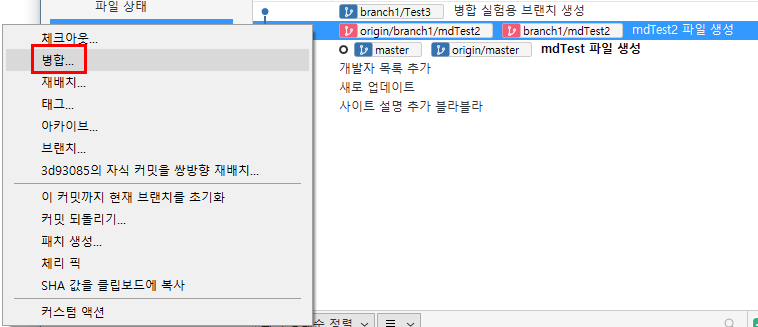 파일 상태
branch1/Test3 병합 실험용 브랜치 생성
origin/branch1/mdTest2 branch1/mdTest2 mdTest2 파일 생성
master origin/master mdTest 파일 생성
개발자 목록 추가
새로 업데이트
사이트 설명 추가 블라블라
체크아웃...
병합...
재배치...
태그...
아카이브...
브랜치...
3d93085의 자식 커밋을 쌍방향 재배치...
이 커밋까지 현재 브랜치를 초기화
커밋 되돌리기...
패치 생성...
체리 픽
SHA 값을 클립보드에 복사
커스텀 액션
정렬